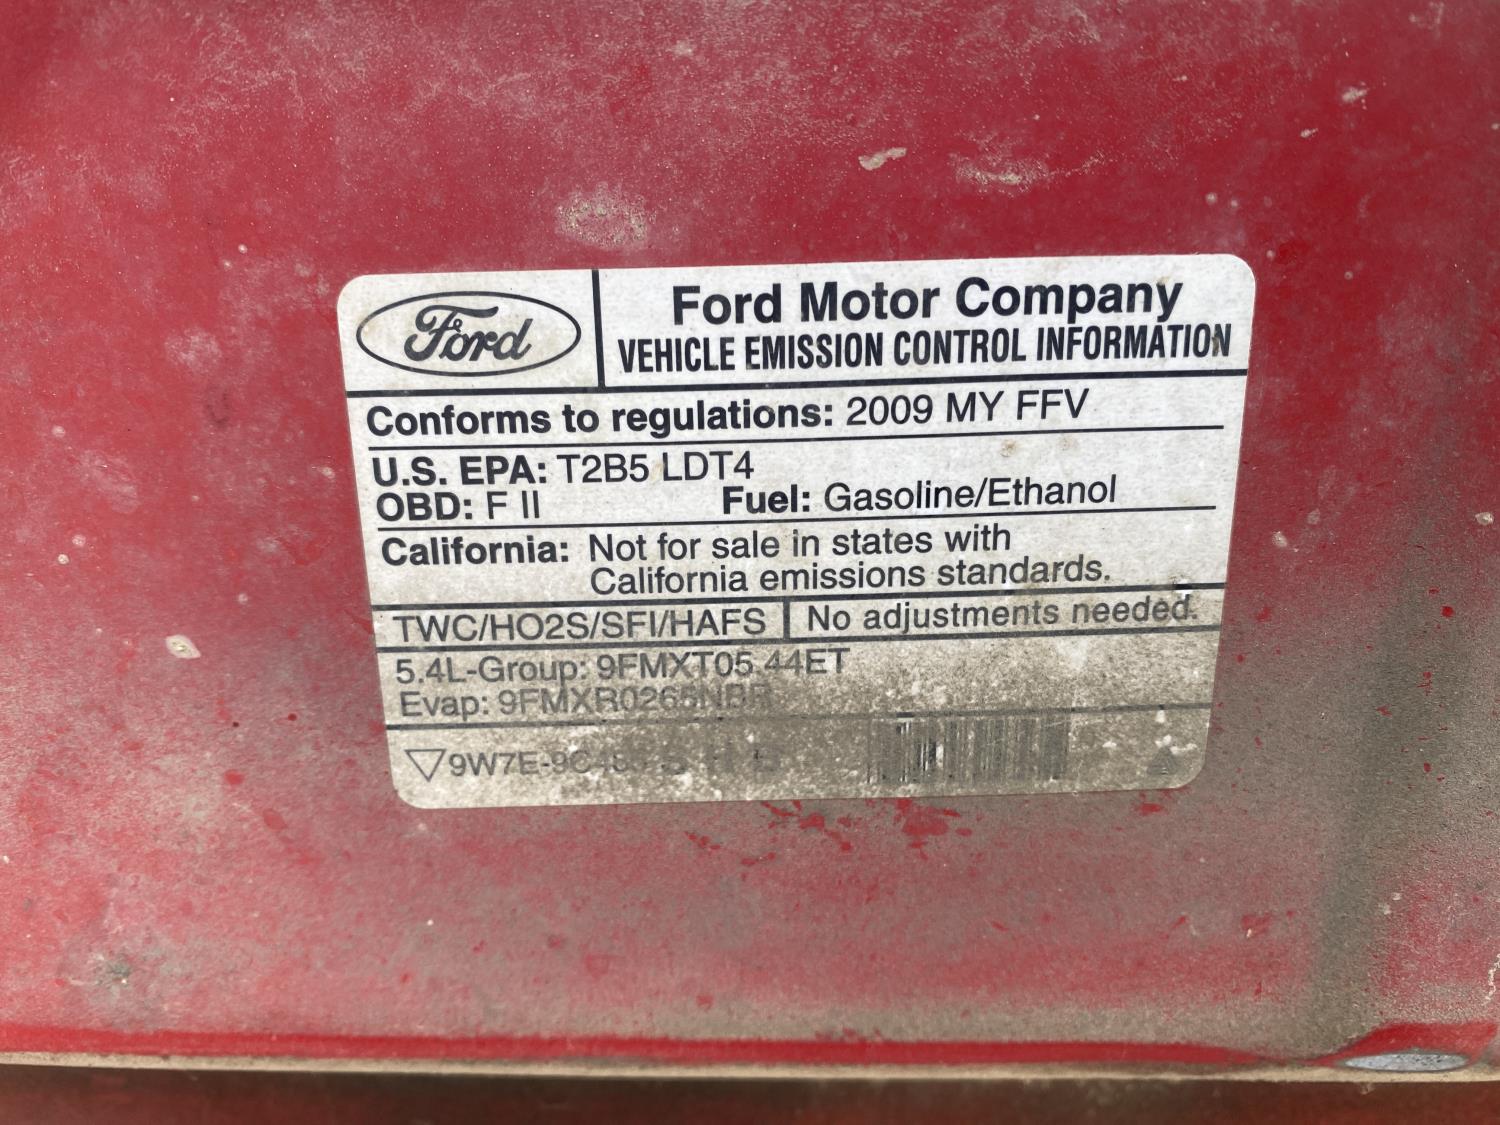 Ford
Ford Motor Company
VEHICLE EMISSION CONTROL INFORMATION
Conforms to regulations: 2009 MY FFV
U.S. EPA: T2B5 LDT4
OBD: F II Fuel: Gasoline/Ethanol
California: Not for sale in states with
California emissions standards.
TWC/HO2S/SFI/HAFS No adjustments needed.
5.4L-Group: 9FMXT05.44ET
Evap: 9FMXR0265NBR